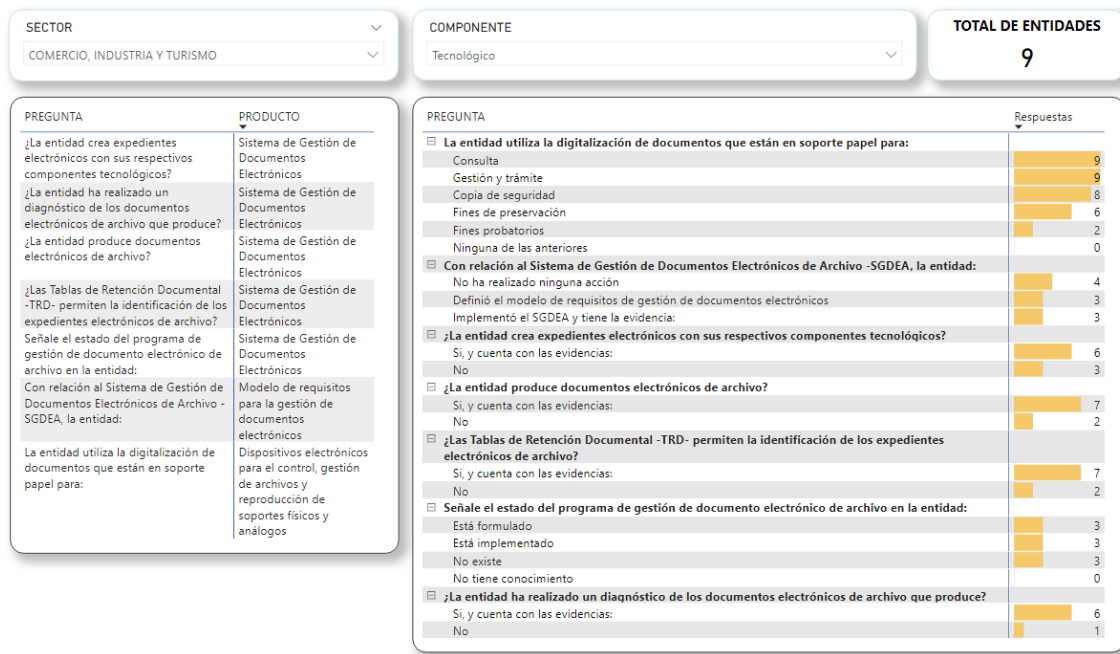 SECTOR
COMERCIO, INDUSTRIA Y TURISMO
COMPONENTE
Tecnológico
TOTAL DE ENTIDADES
9
PREGUNTA PRODUCTO
¿La entidad crea expedientes electrónicos con sus respectivos componentes tecnológicos? Sistema de Gestión de Documentos Electrónicos
¿La entidad ha realizado un diagnóstico de los documentos electrónicos de archivo que produce? Sistema de Gestión de Documentos Electrónicos
¿La entidad produce documentos electrónicos de archivo? Sistema de Gestión de Documentos Electrónicos
¿Las Tablas de Retención Documental -TRD- permiten la identificación de los expedientes electrónicos de archivo? Sistema de Gestión de Documentos Electrónicos
Señale el estado del programa de gestión de documento electrónico de archivo en la entidad: Sistema de Gestión de Documentos Electrónicos
Con relación al Sistema de Gestión de Documentos Electrónicos de Archivo - SGDEA, la entidad: Modelo de requisitos para la gestión de documentos electrónicos
La entidad utiliza la digitalización de documentos que están en soporte papel para: Dispositivos electrónicos para el control, gestión de archivos y reproducción de soportes físicos y análogos
PREGUNTA Respuestas
La entidad utiliza la digitalización de documentos que están en soporte papel para:
Consulta 9
Gestión y trámite 9
Copia de seguridad 8
Fines de preservación 6
Fines probatorios 2
Ninguna de las anteriores 0
Con relación al Sistema de Gestión de Documentos Electrónicos de Archivo -SGDEA, la entidad:
No ha realizado ninguna acción 4
Definió el modelo de requisitos de gestión de documentos electrónicos 3
Implementó el SGDEA y tiene la evidencia: 3
¿La entidad crea expedientes electrónicos con sus respectivos componentes tecnológicos?
Si, y cuenta con las evidencias: 6
No 3
¿La entidad produce documentos electrónicos de archivo?
Si, y cuenta con las evidencias: 7
No 2
¿Las Tablas de Retención Documental -TRD- permiten la identificación de los expedientes
electrónicos de archivo?
Si, y cuenta con las evidencias: 7
No 2
Señale el estado del programa de gestión de documento electrónico de archivo en la entidad:
Está formulado 3
Está implementado 3
No existe 3
No tiene conocimiento 0
¿La entidad ha realizado un diagnóstico de los documentos electrónicos de archivo que produce?
Si, y cuenta con las evidencias: 6
No 1